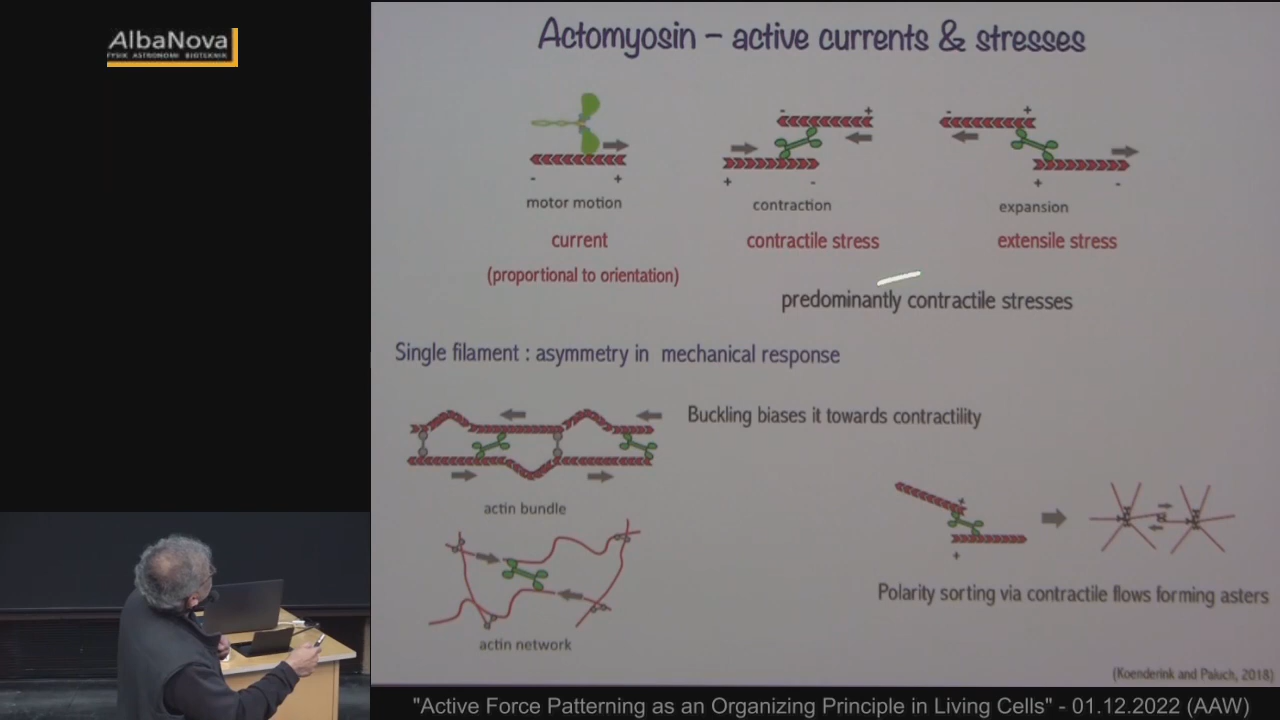 AlbaNova
FYSIK ASTRONOMI BIOTEKNIK
Actomyosin – active currents & stresses
- +
- +
- +
+ -
+ -
motor motion
contraction
expansion
current
contractile stress
extensile stress
(proportional to orientation)
predominantly contractile stresses
Single filament : asymmetry in mechanical response
Buckling biases it towards contractility
actin bundle
+
+
Polarity sorting via contractile flows forming asters
actin network
(Koenderink and Paluch, 2018)
"Active Force Patterning as an Organizing Principle in Living Cells" - 01.12.2022 (AAW)